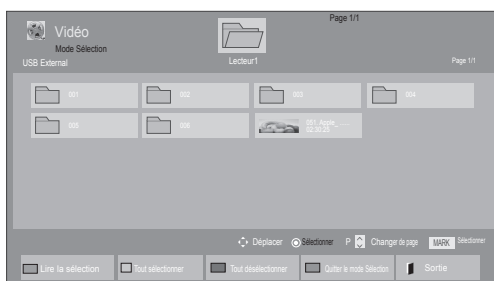 Page 1/1
Vidéo
Mode Sélection
USB External
Lecteur1
Page 1/1
001
002
003
004
005
006
051. Apple_ ......
02:30:25
Déplacer
Sélectionner
P
Changer de page
MARK
Sélectionner
Lire la sélection
Tout sélectionner
Tout désélectionner
Quitter le mode Sélection
Sortie